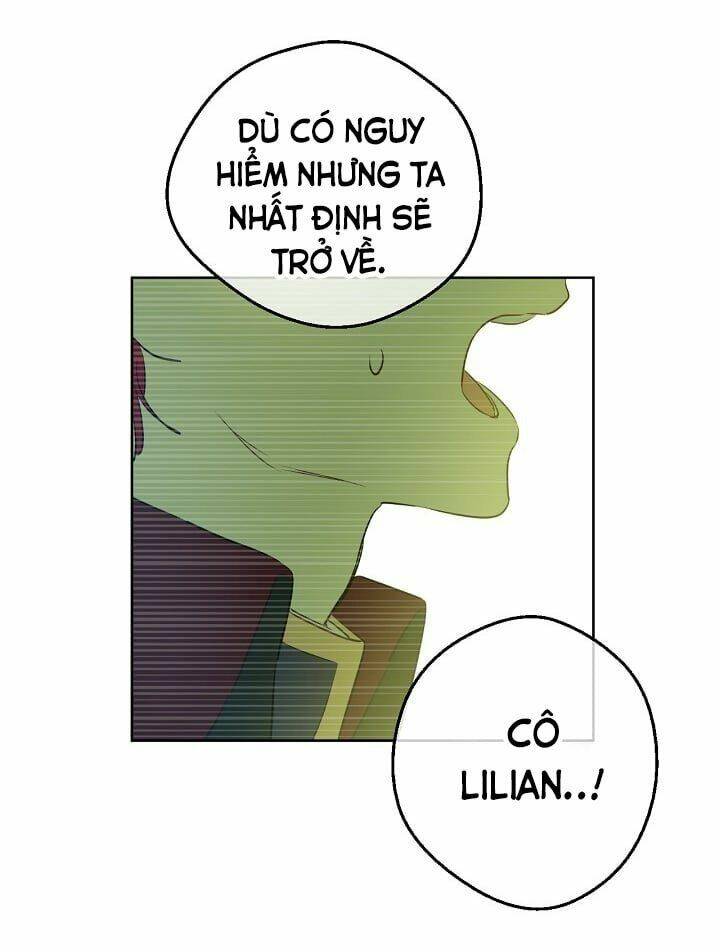 DÙ CÓ NGUY
HIỂM NHƯNG TA
NHẤT ĐỊNH SẼ
TRỞ VỀ.
CÔ
LILIAN..!